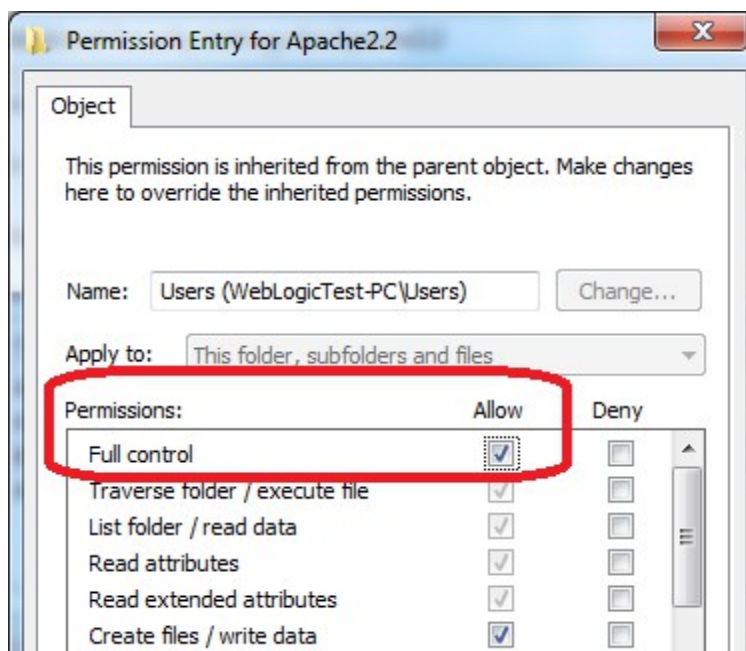 Permission Entry for Apache2.2
Object
This permission is inherited from the parent object. Make changes
here to override the inherited permissions.
Name: Users (WebLogicTest-PC\Users) Change...
Apply to: This folder, subfolders and files
Permissions: Allow Deny
Full control
Traverse folder / execute file
List folder / read data
Read attributes
Read extended attributes
Create files / write data